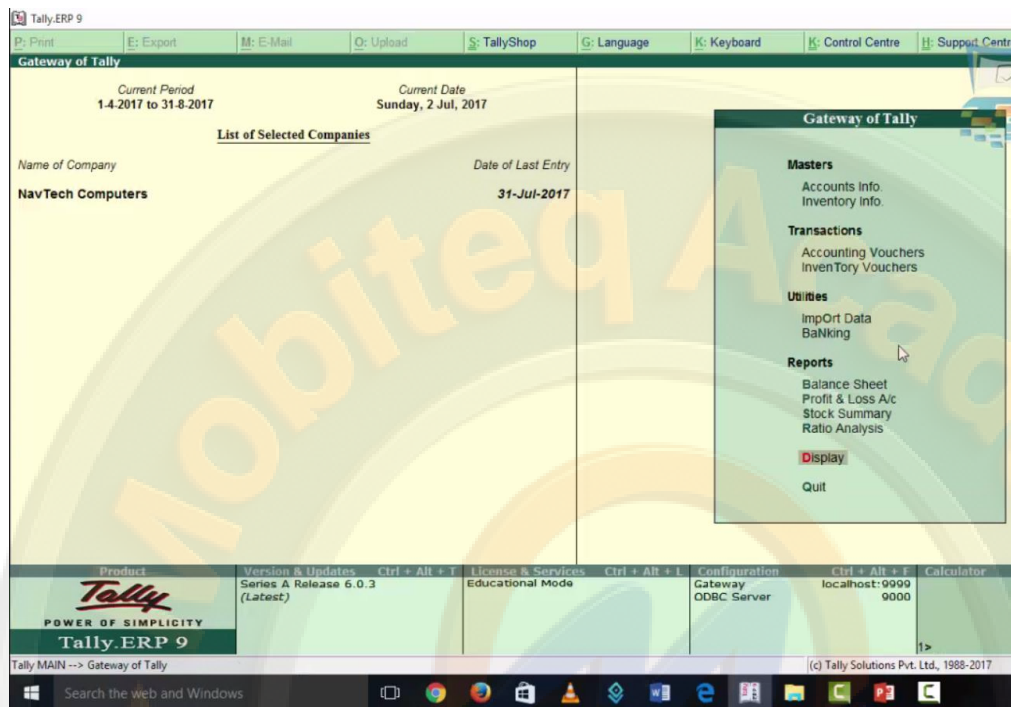 Tally.ERP 9
P: Print E: Export M: E-Mail O: Upload S: TallyShop G: Language K: Keyboard K: Control Centre H: Support Centr
Gateway of Tally
Current Period
1-4-2017 to 31-8-2017
Current Date
Sunday, 2 Jul, 2017
List of Selected Companies
Name of Company Date of Last Entry
NavTech Computers 31-Jul-2017
Gateway of Tally
Masters
Accounts Info.
Inventory Info.
Transactions
Accounting Vouchers
InvenTory Vouchers
Utilities
ImpOrt Data
BaNking
Reports
Balance Sheet
Profit & Loss A/c
Stock Summary
Ratio Analysis
Display
Quit
Mobiteq Acad
Product
Tally
POWER OF SIMPLICITY
Tally.ERP 9
Version & Updates Ctrl + Alt + T
Series A Release 6.0.3
(Latest)
License & Services Ctrl + Alt + L
Educational Mode
Configuration Ctrl + Alt + F
Gateway localhost:9999
ODBC Server 9000
Calculator
1>
Tally MAIN --> Gateway of Tally (c) Tally Solutions Pvt. Ltd., 1988-2017
Search the web and Windows